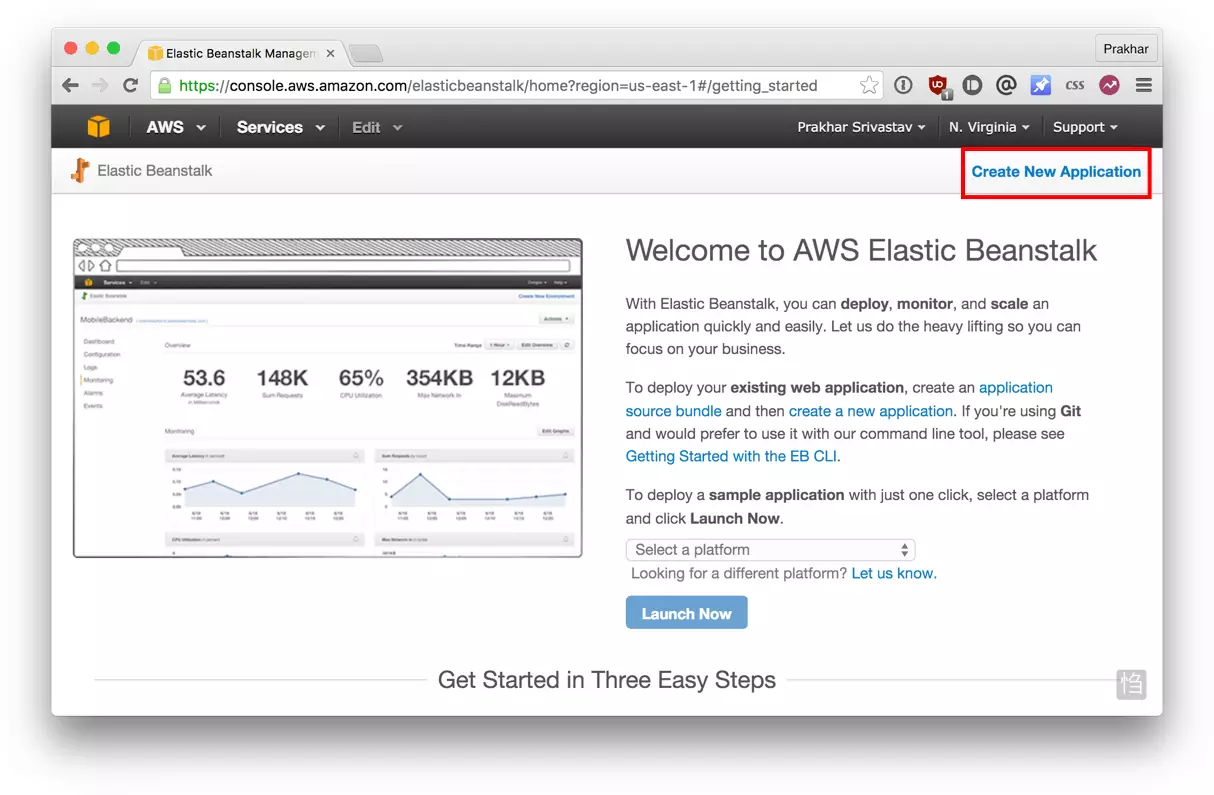 Elastic Beanstalk Managem
Prakhar
https://console.aws.amazon.com/elasticbeanstalk/home?region=us-east-1#/getting_started
1
CSS
AWS
Services
Edit
Prakhar Srivastav
N. Virginia
Support
Elastic Beanstalk
Create New Application
Services
Edit
Elastic Beanstalk
Create New Environment
MobileBackend
Actions
Dashboard
Configuration
Logs
Monitoring
Alarms
Events
Overview
Time Range
1 Hour
Edit Overview
53.6
148K
65%
354KB
12KB
Average Latency
Sum Requests
CPU Utilization
Max Network In
Maximum
DiskReadBytes
Monitoring
Edit Graphs
Average Latency
Sum Requests
CPU Utilization
Max Network In
Welcome to AWS Elastic Beanstalk
With Elastic Beanstalk, you can deploy, monitor, and scale an
application quickly and easily. Let us do the heavy lifting so you can
focus on your business.
To deploy your existing web application, create an application
source bundle and then create a new application. If you're using Git
and would prefer to use it with our command line tool, please see
Getting Started with the EB CLI.
To deploy a sample application with just one click, select a platform
and click Launch Now.
Select a platform
Looking for a different platform? Let us know.
Launch Now
Get Started in Three Easy Steps